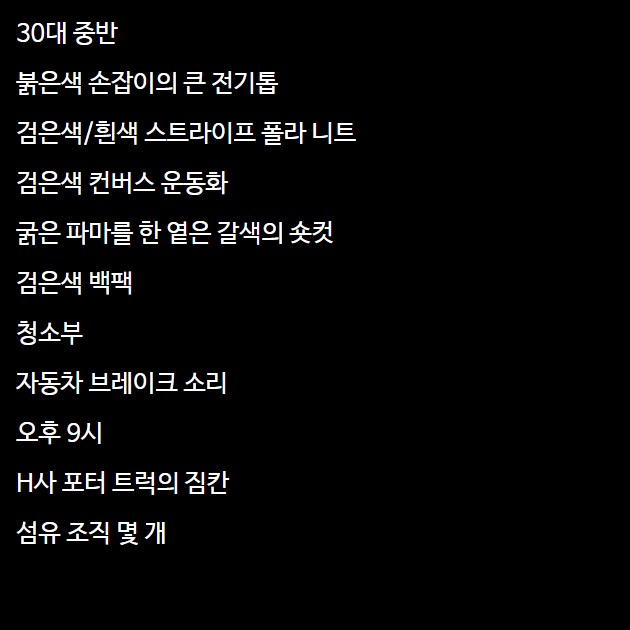 30대 중반
붉은색 손잡이의 큰 전기톱
검은색/흰색 스트라이프 폴라 니트
검은색 컨버스 운동화
굵은 파마를 한 옅은 갈색의 숏컷
검은색 백팩
청소부
자동차 브레이크 소리
오후 9시
H사 포터 트럭의 짐칸
섬유 조직 몇 개